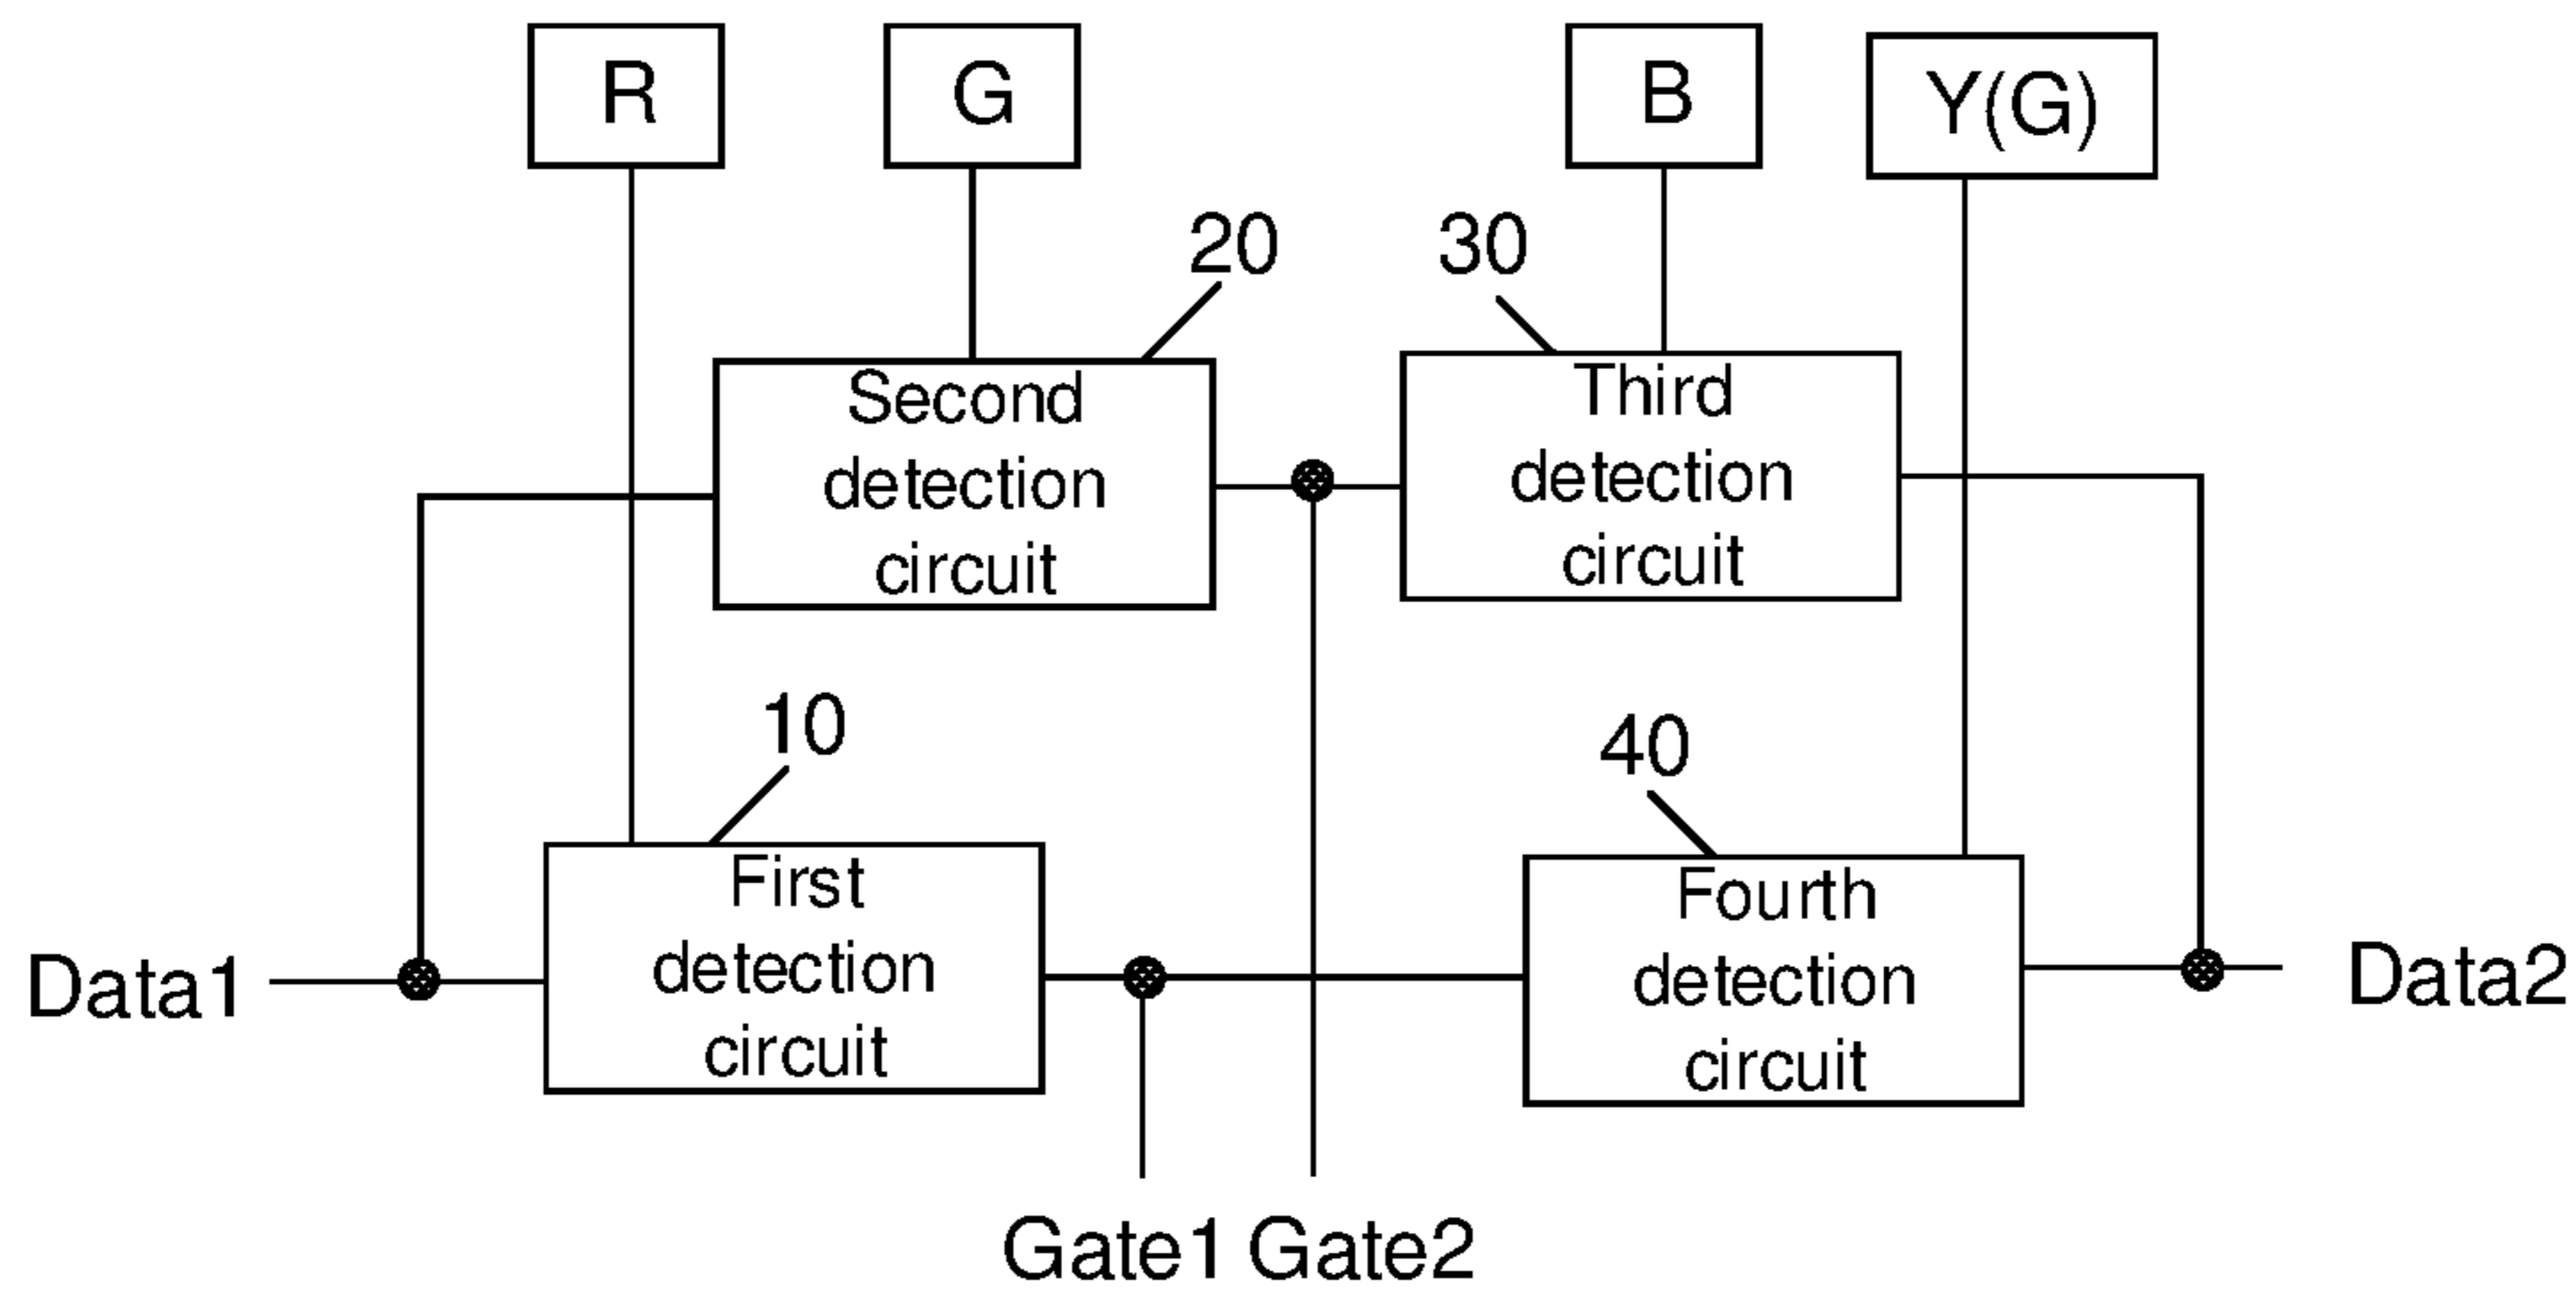 R
G
B
Y(G)
20
30
Second
detection
circuit
Third
detection
circuit
10
40
First
detection
circuit
Fourth
detection
circuit
Data1
Data2
Gate1
Gate2